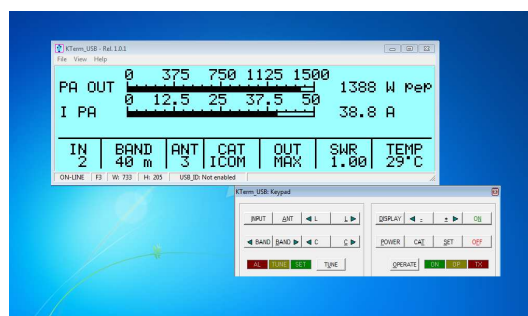 KTerm_USB - Rel. 1.0.1
File View Help
0 375 750 1125 1500
PA OUT 1388 W pep
0 12.5 25 37.5 50
I PA 38.8 A
IN BAND ANT CAT OUT SWR TEMP
2 40 m 3 ICOM MAX 1.00 29°C
ON-LINE F3 W: 733 H: 205 USB_ID: Not enabled
KTerm_USB: Keypad
INPUT ANT ◄ L L ► DISPLAY ◄ - + ► ON
◄ BAND BAND ► ◄ C C ► POWER CAT SET OFF
AL TUNE SET TUNE OPERATE ON OP TX